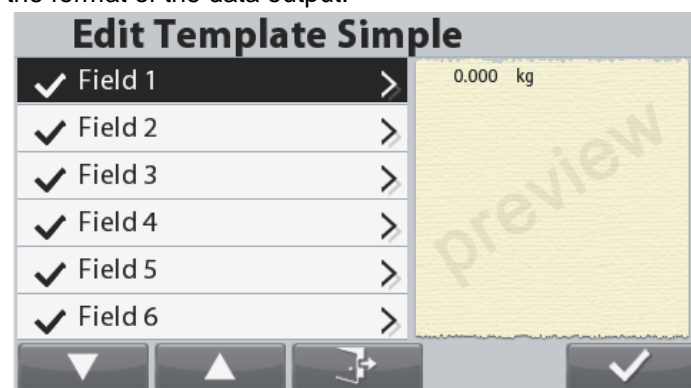 the format of the data output.
Edit Template Simple
Field 1
0.000 kg
Field 2
Field 3
Field 4
Field 5
Field 6
preview